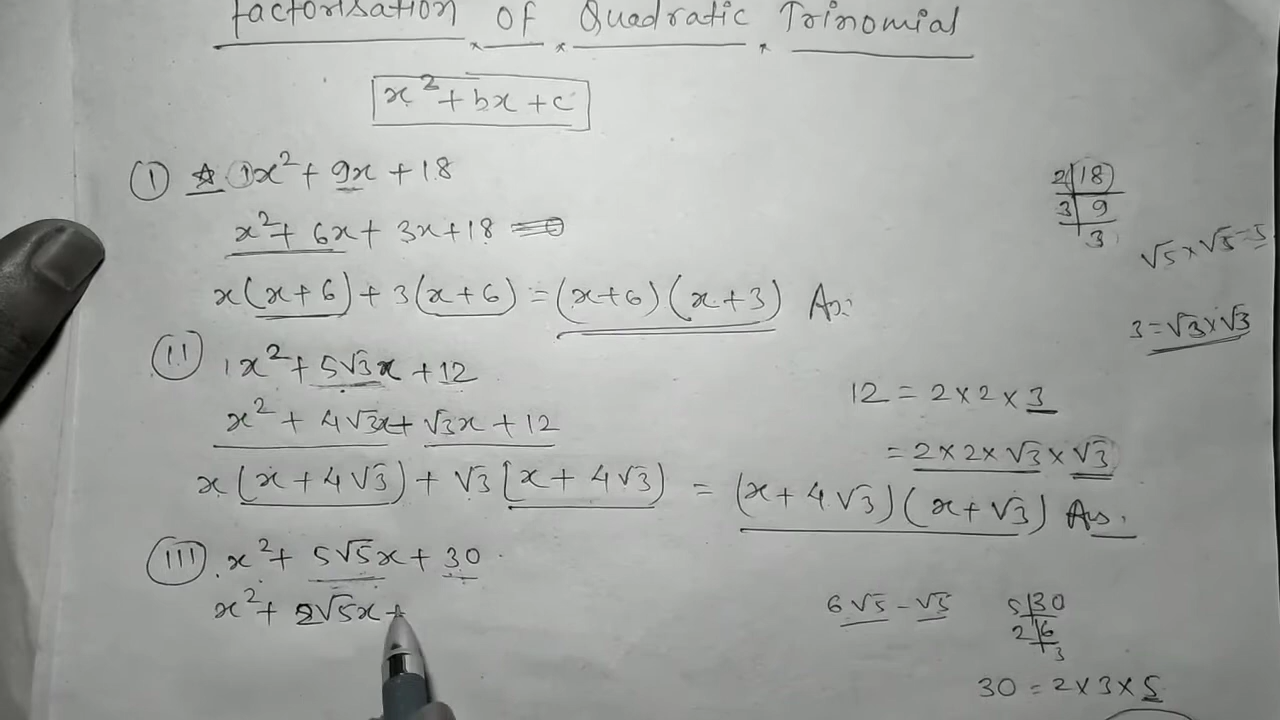 Factorisation of Quadratic Trinomial
x² + bx + c
(I) ☆ 1x² + 9x + 18
x² + 6x + 3x + 18
x(x+6) + 3(x+6) = (x+6)(x+3) Ans.
(II) 1x² + 5√3x + 12
x² + 4√3x + √3x + 12
x(x + 4√3) + √3(x + 4√3) = (x + 4√3)(x + √3) Ans.
(III) x² + 5√5x + 30
x² + 2√5x +
2 | 18
3 | 9
3
√5 × √5 = 5
3 = √3 × √3
12 = 2 × 2 × 3
= 2 × 2 × √3 × √3
6√5 - √5
5 | 30
2 | 6
3
30 = 2 × 3 × 5